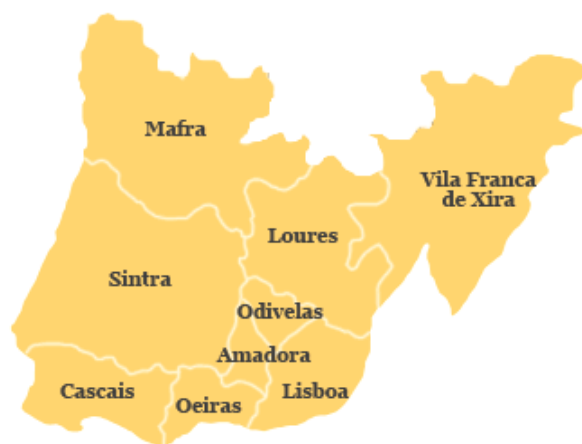 Mafra
Vila Franca
de Xira
Loures
Sintra
Odivelas
Amadora
Cascais
Oeiras
Lisboa